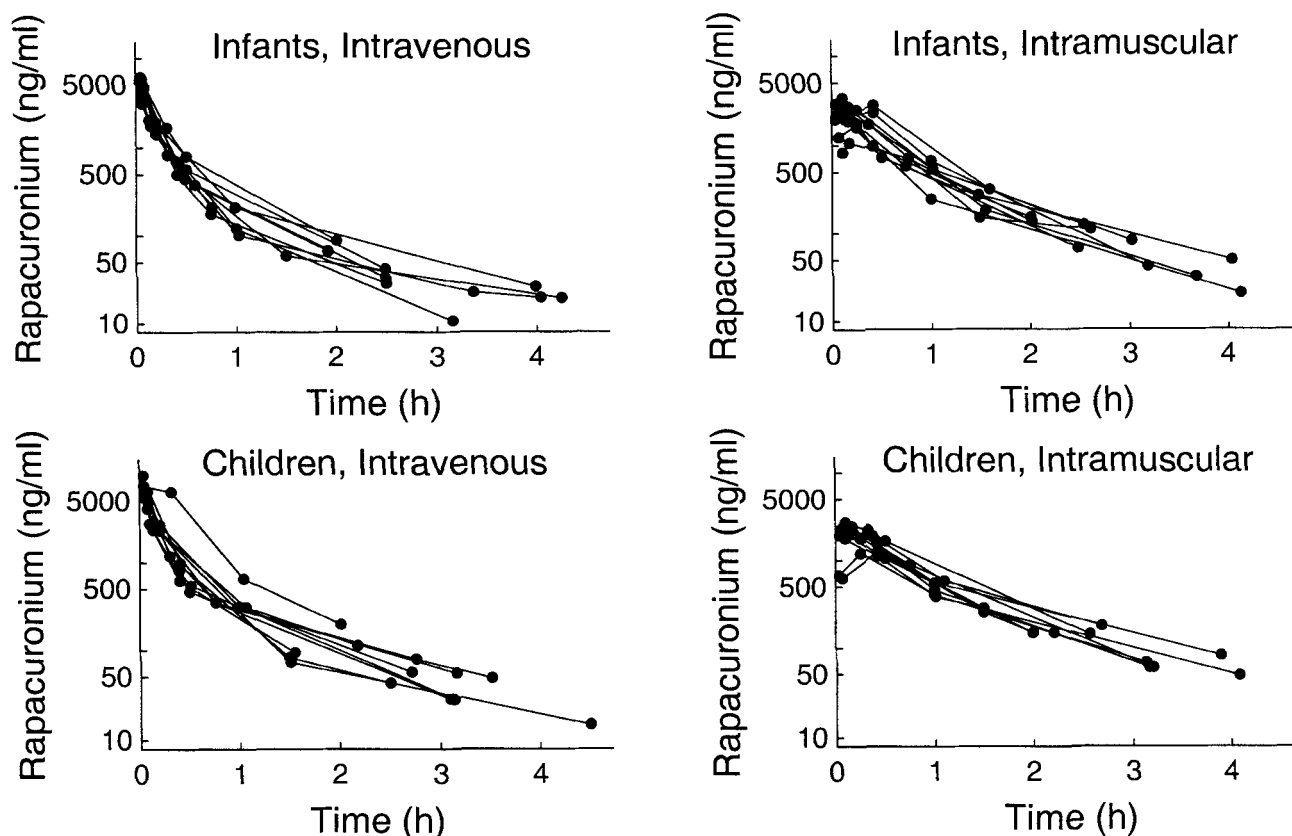 Infants, Intravenous
Rapacuronium (ng/ml)
5000
500
50
10
0 1 2 3 4
Time (h)
Infants, Intramuscular
Rapacuronium (ng/ml)
5000
500
50
10
0 1 2 3 4
Time (h)
Children, Intravenous
Rapacuronium (ng/ml)
5000
500
50
10
0 1 2 3 4
Time (h)
Children, Intramuscular
Rapacuronium (ng/ml)
5000
500
50
10
0 1 2 3 4
Time (h)